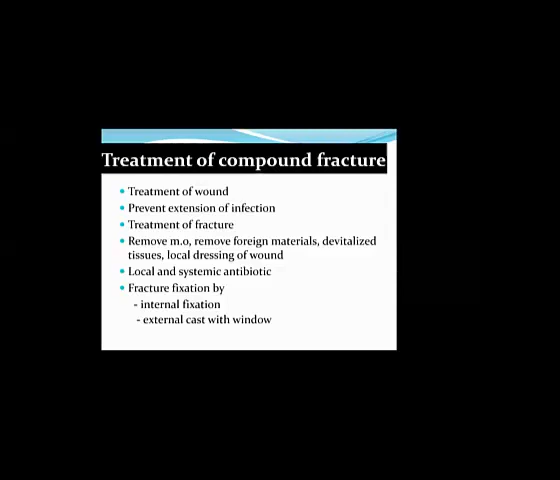 Treatment of compound fracture
• Treatment of wound
• Prevent extension of infection
• Treatment of fracture
• Remove m.o, remove foreign materials, devitalized
tissues, local dressing of wound
• Local and systemic antibiotic
• Fracture fixation by
- internal fixation
- external cast with window